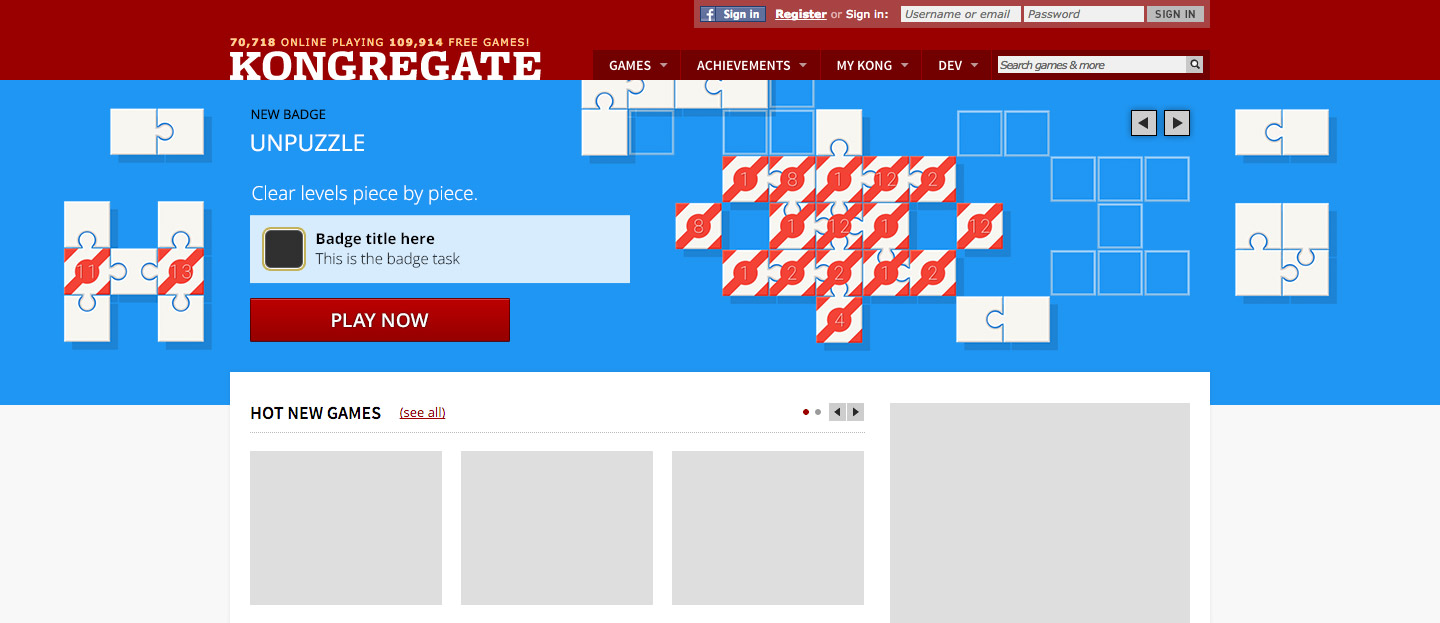 f Sign in Register or Sign in: Username or email Password SIGN IN
70,718 ONLINE PLAYING 109,914 FREE GAMES!
KONGREGATE
GAMES ACHIEVEMENTS MY KONG DEV Search games & more
NEW BADGE
UNPUZZLE
Clear levels piece by piece.
Badge title here
This is the badge task
PLAY NOW
11 13
1 8 1 12 2
8 1 12 1 12
1 2 2 1 2
4
HOT NEW GAMES (see all)